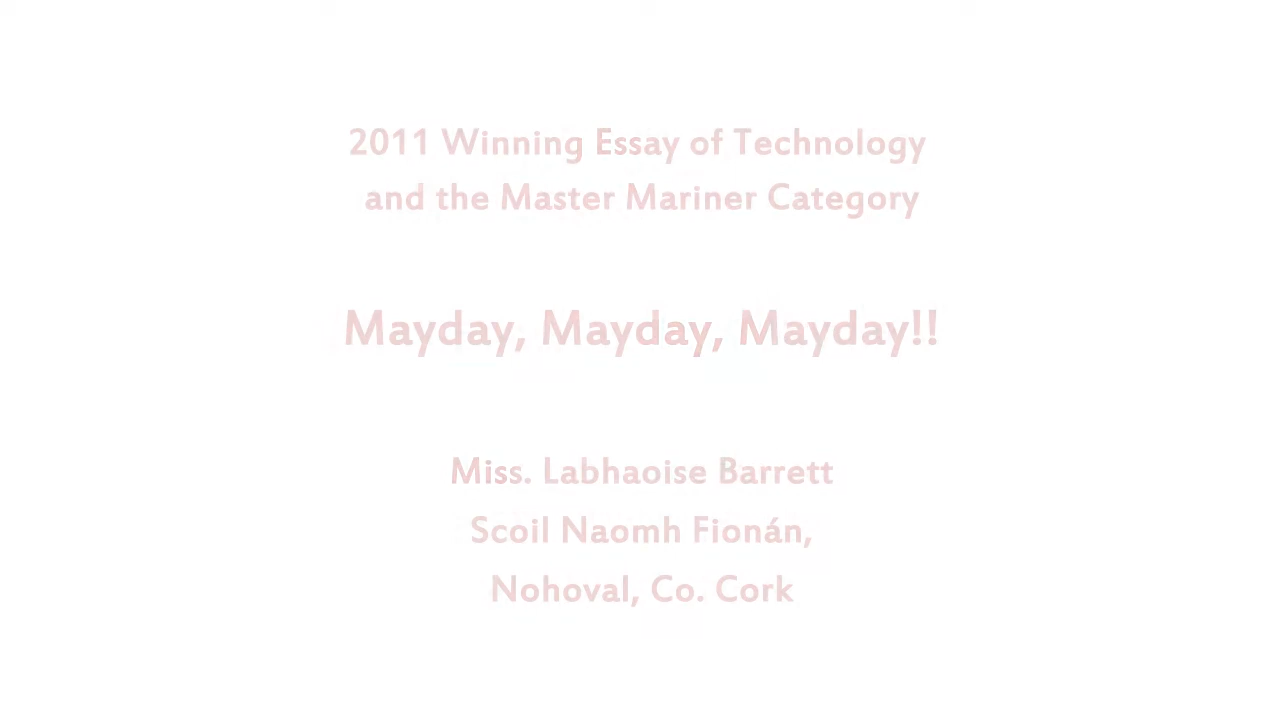 2011 Winning Essay of Technology
and the Master Mariner Category
Mayday, Mayday, Mayday!!
Miss. Labhaoise Barrett
Scoil Naomh Fionán,
Nohoval, Co. Cork